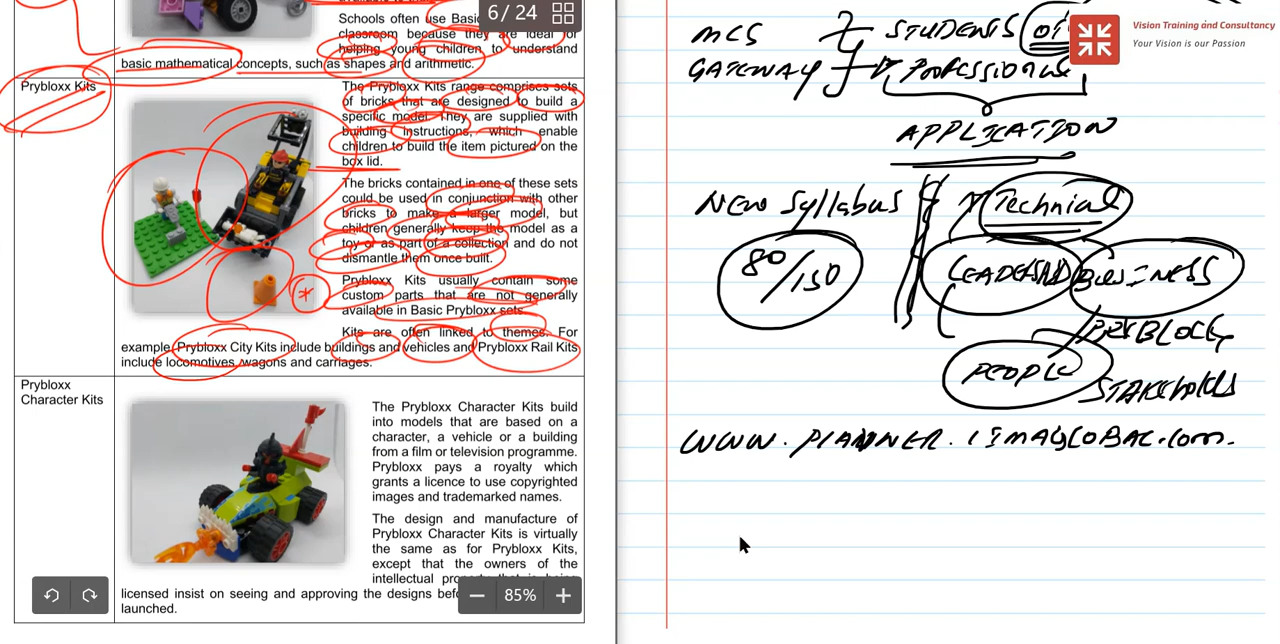 6 / 24
Schools often use Basic
classroom because they are ideal for
helping young children to understand
basic mathematical concepts, such as shapes and arithmetic.
Prybloxx Kits
The Prybloxx Kits range comprises sets
of bricks that are designed to build a
specific model. They are supplied with
building instructions, which enable
children to build the item pictured on the
box lid.
The bricks contained in one of these sets
could be used in conjunction with other
bricks to make a larger model, but
children generally keep the model as a
toy or as part of a collection and do not
dismantle them once built.
Prybloxx Kits usually contain some
custom parts that are not generally
available in Basic Prybloxx sets.
Kits are often linked to themes. For
example, Prybloxx City Kits include buildings and vehicles and Prybloxx Rail Kits
include locomotives, wagons and carriages.
Prybloxx
Character Kits
The Prybloxx Character Kits build
into models that are based on a
character, a vehicle or a building
from a film or television programme.
Prybloxx pays a royalty which
grants a licence to use copyrighted
images and trademarked names.
The design and manufacture of
Prybloxx Character Kits is virtually
the same as for Prybloxx Kits,
except that the owners of the
intellectual
licensed insist on seeing and approving the designs
launched.
85%
Vision Training and Consultancy
Your Vision is our Passion
MCS STUDENTS
GATEWAY PROFESSIONALS
APPLICATION
NEW Syllabus Technical
80/150 BUSINESS
PEOPLE